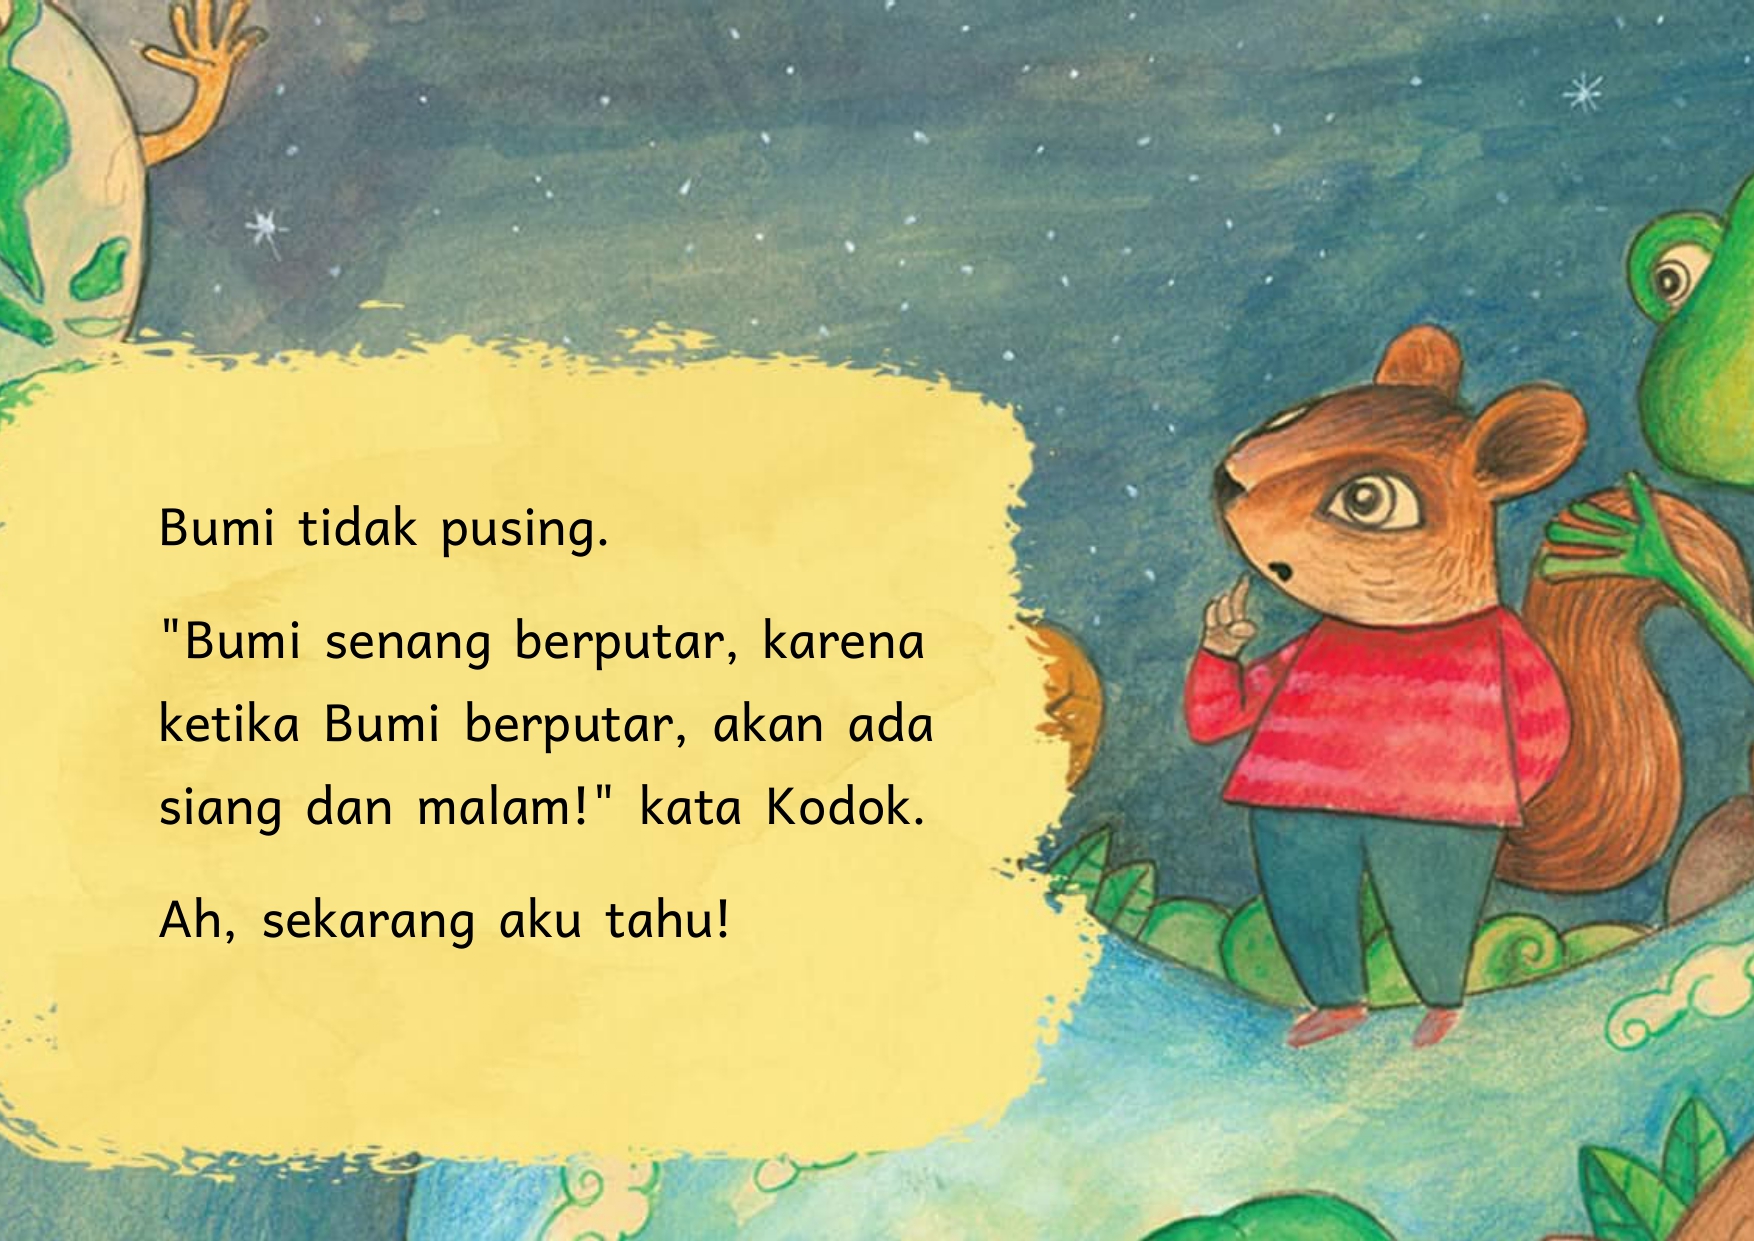 Bumi tidak pusing.
"Bumi senang berputar, karena
ketika Bumi berputar, akan ada
siang dan malam!" kata Kodok.
Ah, sekarang aku tahu!